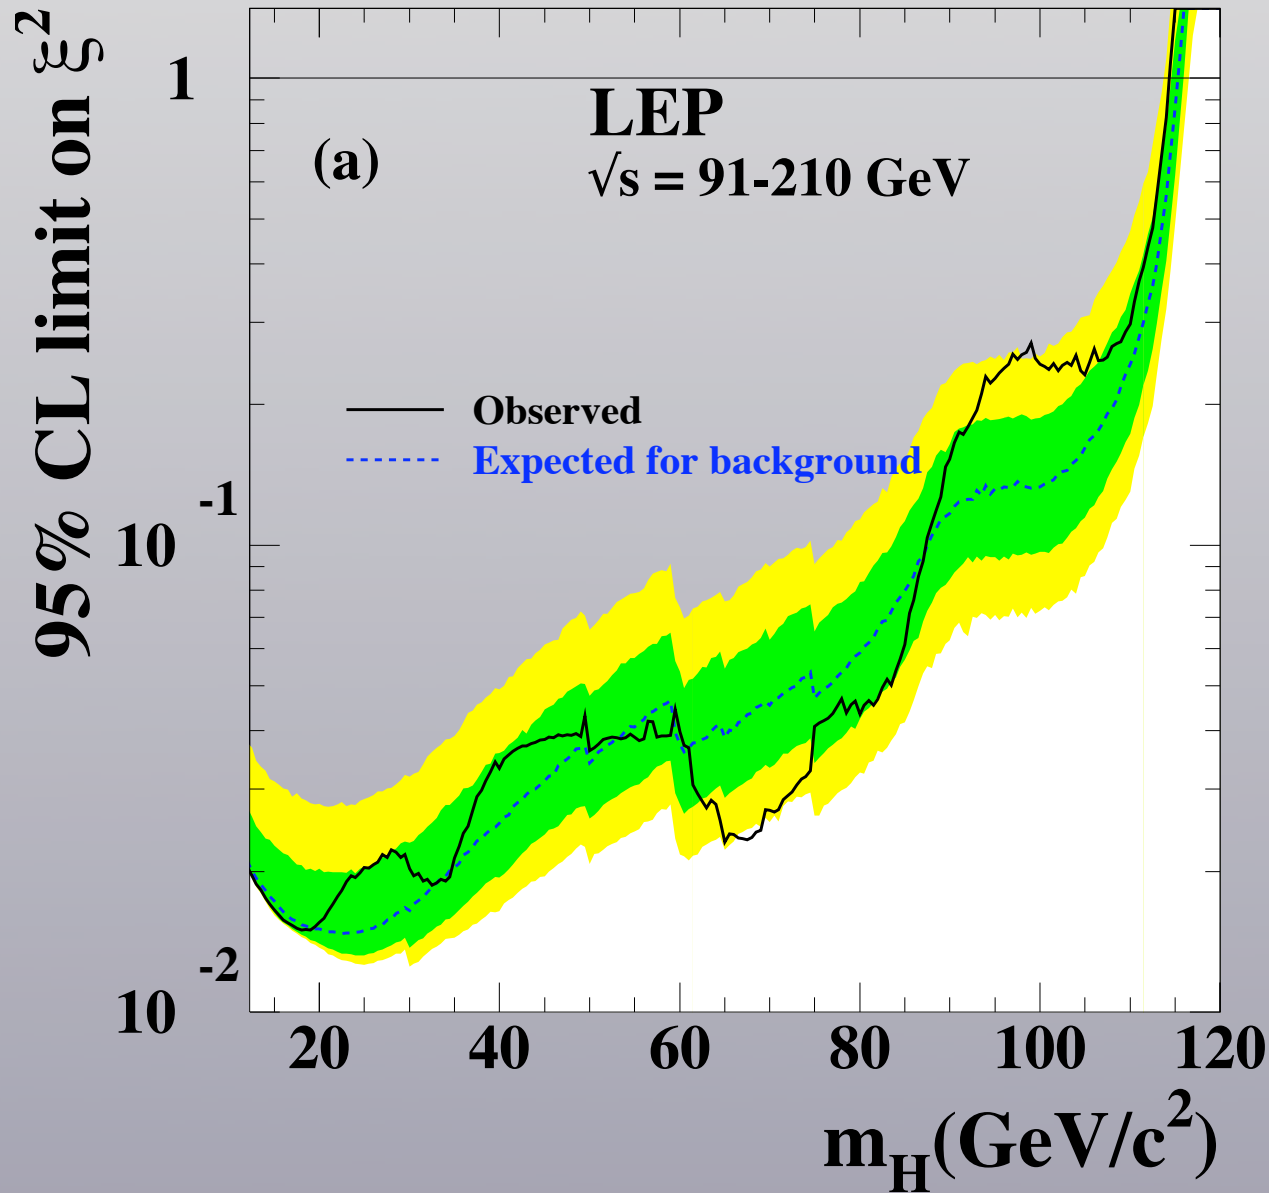 95% CL limit on ξ²
1
10⁻¹
10⁻²
LEP
(a)
√s = 91-210 GeV
Observed
Expected for background
20 40 60 80 100 120
m_H(GeV/c²)